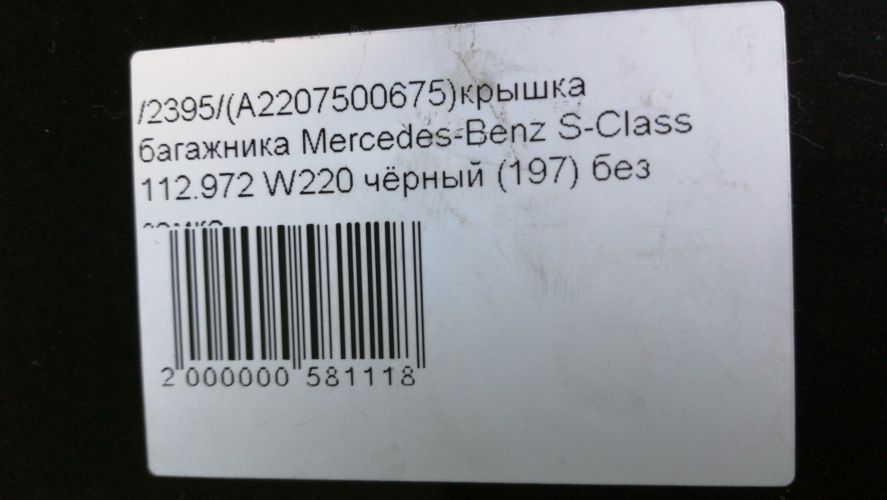 /2395/(A2207500675)крышка
багажника Mercedes-Benz S-Class
112.972 W220 чёрный (197) без
2 000000 581118